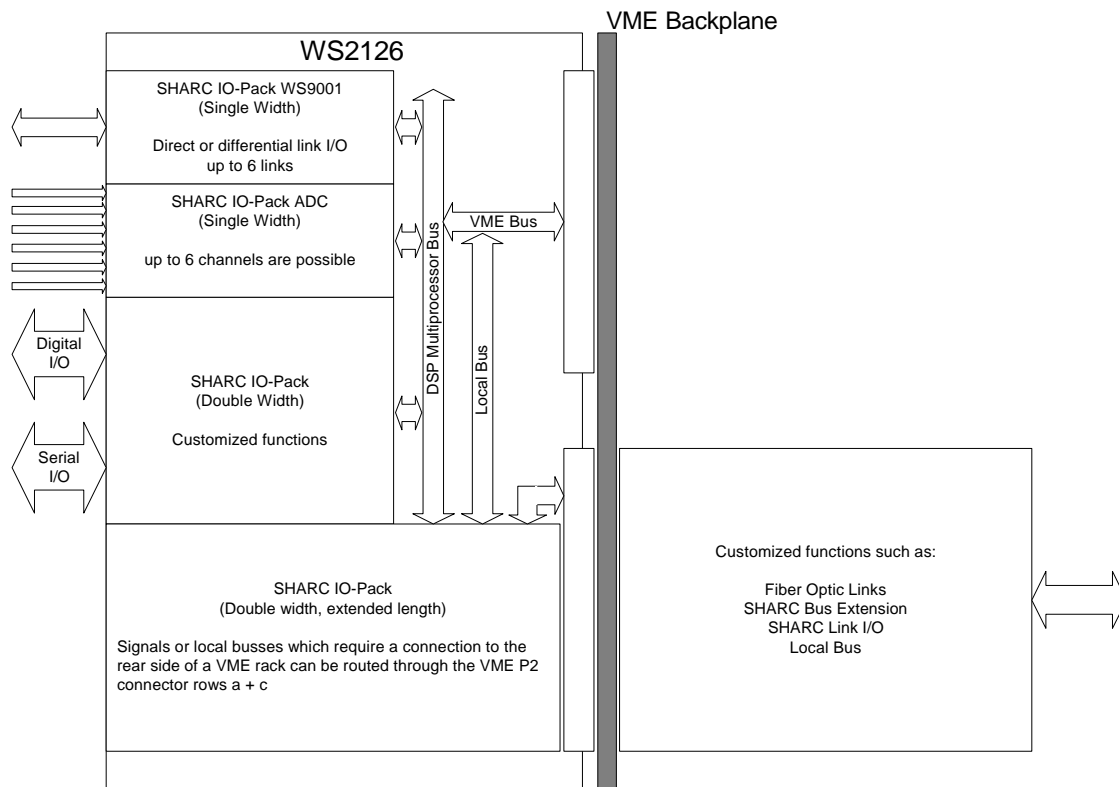 VME Backplane
WS2126
SHARC IO-Pack WS9001
(Single Width)
Direct or differential link I/O
up to 6 links
SHARC IO-Pack ADC
(Single Width)
up to 6 channels are possible
Digital
I/O
Serial
I/O
SHARC IO-Pack
(Double Width)
Customized functions
DSP Multiprocessor Bus
VME Bus
Local Bus
SHARC IO-Pack
(Double width, extended length)
Signals or local busses which require a connection to the
rear side of a VME rack can be routed through the VME P2
connector rows a + c
Customized functions such as:
Fiber Optic Links
SHARC Bus Extension
SHARC Link I/O
Local Bus